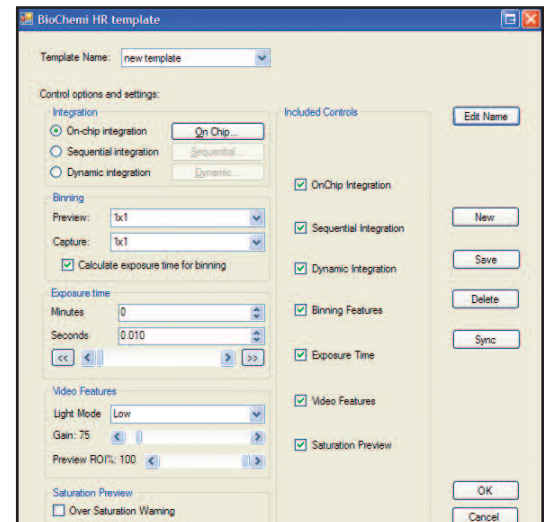 BioChemi HR template
Template Name: new template
Control options and settings:
Integration
On-chip integration On Chip...
Sequential integration Sequential...
Dynamic integration Dynamic...
Binning
Preview: 1x1
Capture: 1x1
Calculate exposure time for binning
Exposure time
Minutes 0
Seconds 0.010
<< >>
Video Features
Light Mode Low
Gain: 75
Preview ROI%: 100
Saturation Preview
Over Saturation Warning
Included Controls
OnChip Integration
Sequential Integration
Dynamic Integration
Binning Features
Exposure Time
Video Features
Saturation Preview
Edit Name
New
Save
Delete
Sync
OK
Cancel